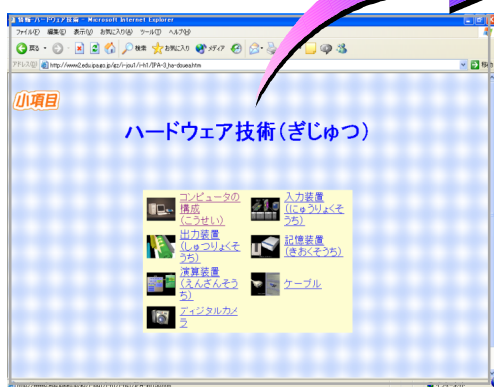 情報-ハードウェア技術 - Microsoft Internet Explorer
ファイル(F) 編集(E) 表示(V) お気に入り(A) ツール(T) ヘルプ(H)
戻る 検索 お気に入り メディア
アドレス(D)
小項目
ハードウェア技術(ぎじゅつ)
コンピュータの
構成
(こうせい)
入力装置
(にゅうりょくそ
うち)
出力装置
(しゅつりょくそ
うち)
記憶装置
(きおくそうち)
演算装置
(えんざんそう
ち)
ケーブル
ディジタルカメ
ラ